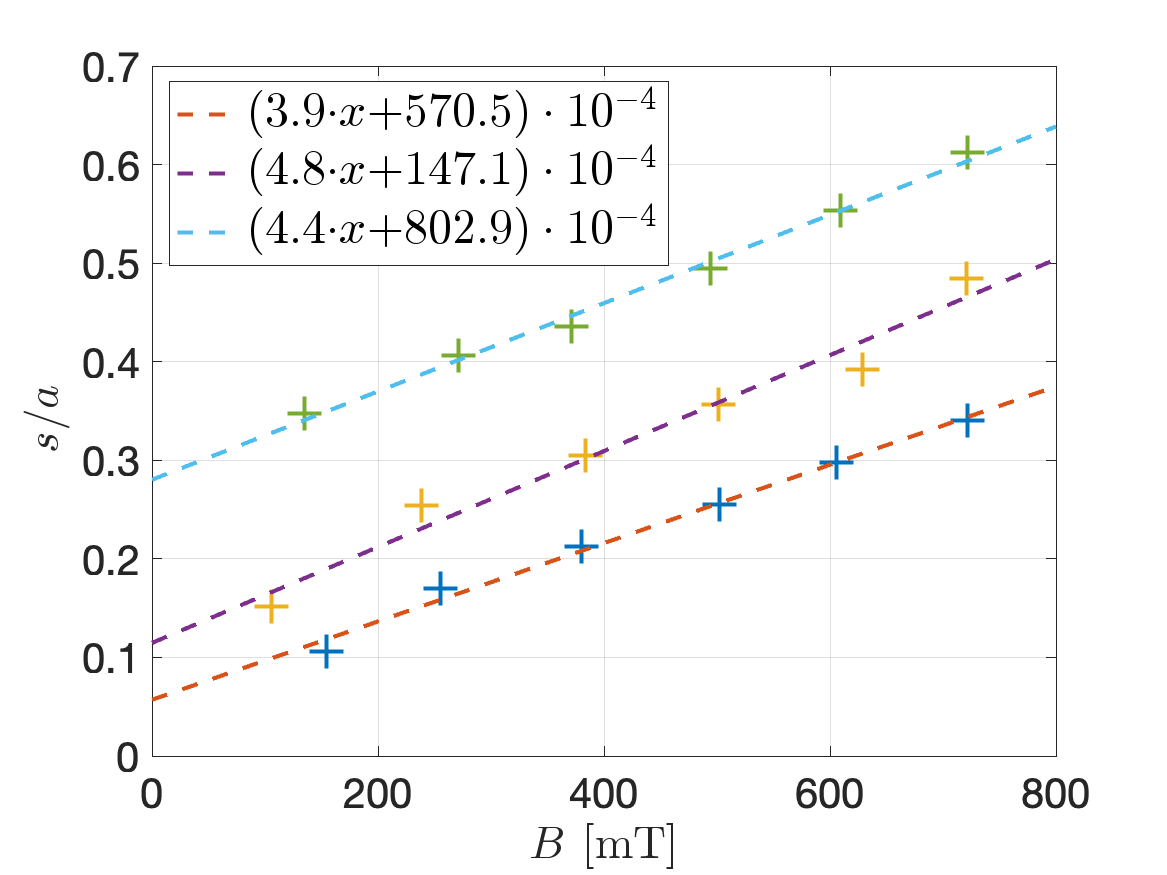 0.7
0.6
0.5
0.4
0.3
0.2
0.1
0
s/a
(3.9·x+570.5) · 10⁻⁴
(4.8·x+147.1) · 10⁻⁴
(4.4·x+802.9) · 10⁻⁴
0 200 400 600 800
B [mT]